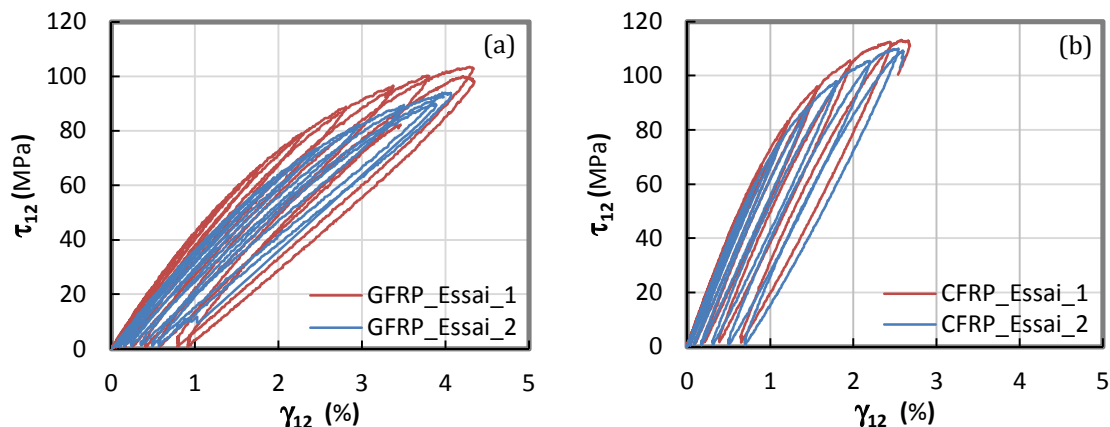 (a)
τ12 (MPa)
120
100
80
60
40
20
0
GFRP_Essai_1
GFRP_Essai_2
0 1 2 3 4 5
γ12 (%)
(b)
τ12 (MPa)
120
100
80
60
40
20
0
CFRP_Essai_1
CFRP_Essai_2
0 1 2 3 4 5
γ12 (%)